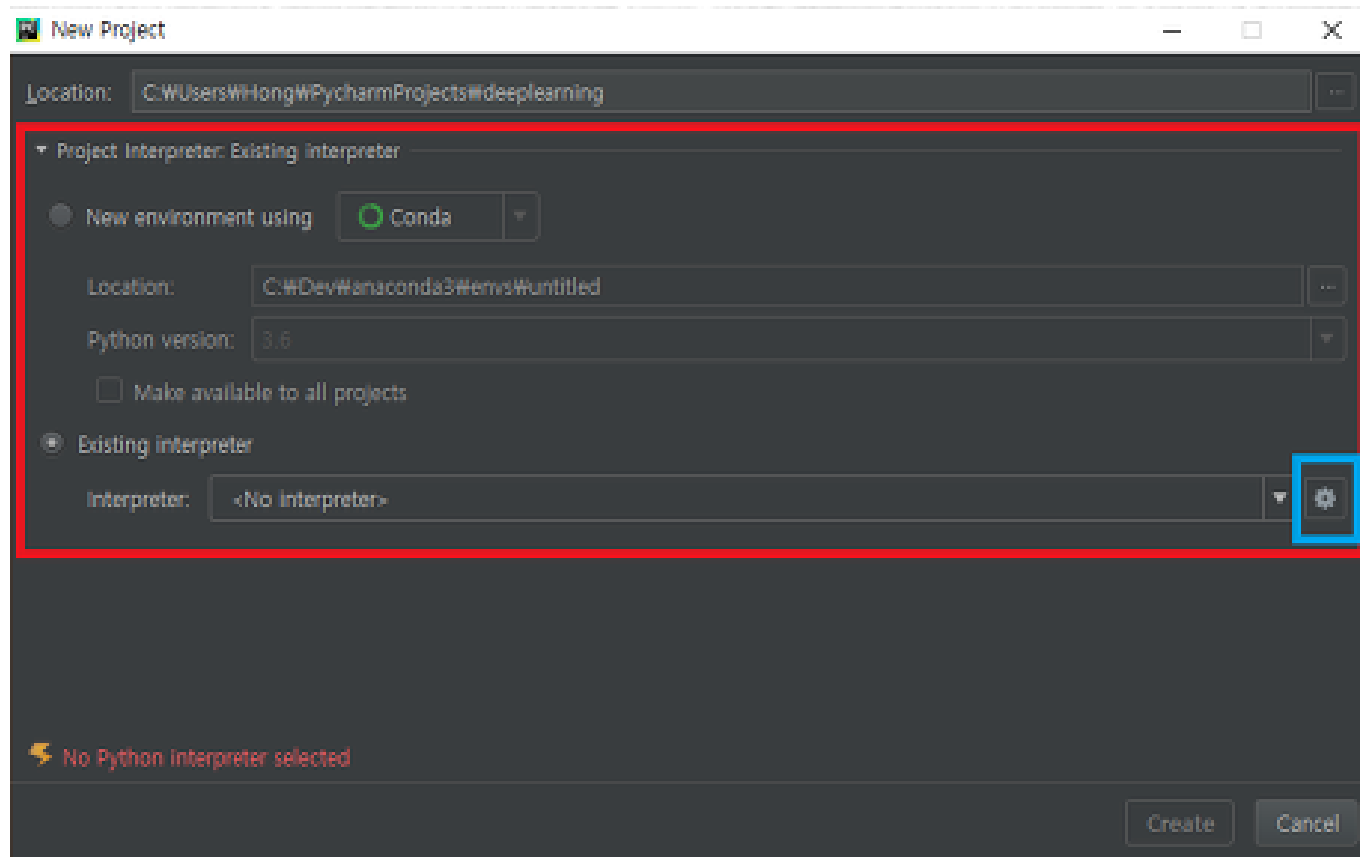 New Project
Location: C:₩Users₩Hong₩PycharmProjects₩deeplearning ...
Project Interpreter: Existing interpreter
New environment using Conda
Location: C:₩Dev₩anaconda3₩envs₩untitled ...
Python version: 3.6
Make available to all projects
Existing interpreter
Interpreter: <No interpreter>
No Python interpreter selected
Create Cancel